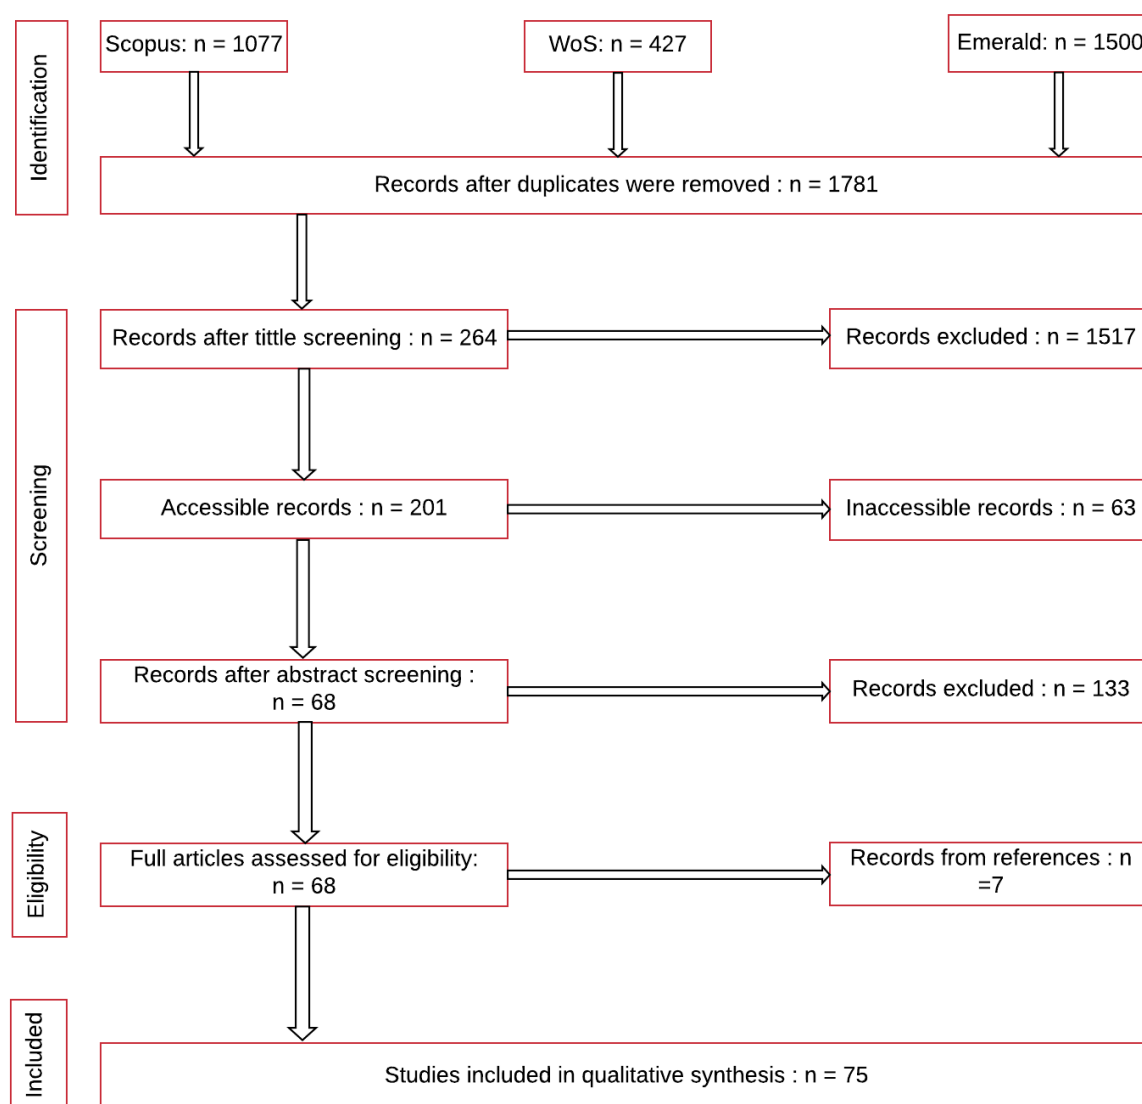 Identification
Scopus: n = 1077
WoS: n = 427
Emerald: n = 1500
Records after duplicates were removed : n = 1781
Screening
Records after tittle screening : n = 264
Records excluded : n = 1517
Accessible records : n = 201
Inaccessible records : n = 63
Records after abstract screening :
n = 68
Records excluded : n = 133
Eligibility
Full articles assessed for eligibility:
n = 68
Records from references : n
=7
Included
Studies included in qualitative synthesis : n = 75